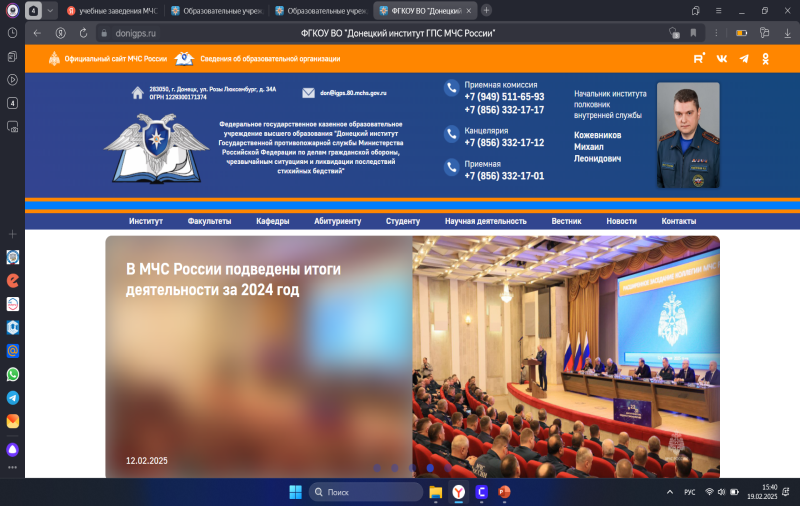 4
учебные заведения МЧС
Образовательные учреж
Образовательные учреж
ФГКОУ ВО "Донецкий
donigps.ru
ФГКОУ ВО "Донецкий институт ГПС МЧС России"
Официальный сайт МЧС России
Сведения об образовательной организации
283050, г. Донецк, ул. Розы Люксембург, д. 34А
ОГРН 1229300171374
don@igps.80.mchs.gov.ru
Федеральное государственное казенное образовательное
учреждение высшего образования "Донецкий институт
Государственной противопожарной службы Министерства
Российской Федерации по делам гражданской обороны,
чрезвычайным ситуациям и ликвидации последствий
стихийных бедствий"
Приемная комиссия
+7 (949) 511-65-93
+7 (856) 332-17-17
Канцелярия
+7 (856) 332-17-12
Приемная
+7 (856) 332-17-01
Начальник института
полковник
внутренней службы
Кожевников
Михаил
Леонидович
Институт
Факультеты
Кафедры
Абитуриенту
Студенту
Научная деятельность
Вестник
Новости
Контакты
В МЧС России подведены итоги
деятельности за 2024 год
12.02.2025
4
Поиск
РУС
15:40
19.02.2025